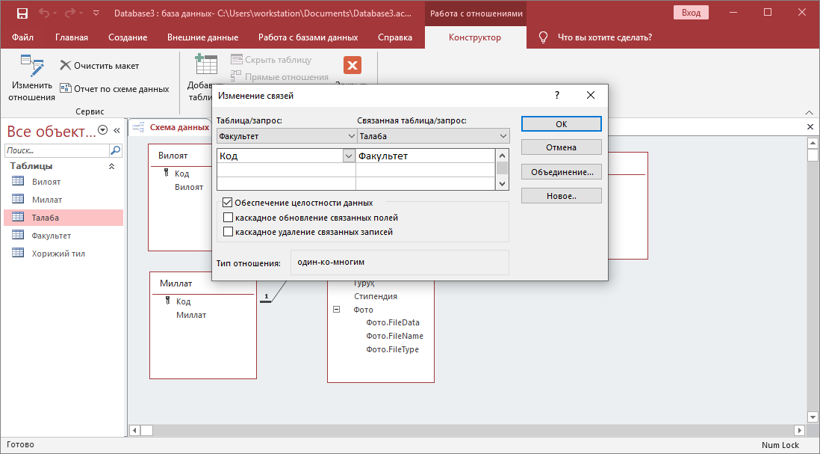 Database3 : база данных- C:\Users\workstation\Documents\Database3.ac...
Работа с отношениями
Вход
Файл
Главная
Создание
Внешние данные
Работа с базами данных
Справка
Конструктор
Что вы хотите сделать?
Изменить отношения
Очистить макет
Отчет по схеме данных
Сервис
Скрыть таблицу
Прямые отношения
Все объект...
Поиск...
Таблицы
Вилоят
Миллат
Талаба
Факультет
Хорижий тил
Схема данных
Вилоят
Код
Вилоят
Изменение связей
Таблица/запрос:
Связанная таблица/запрос:
Факультет
Талаба
Код
Факультет
Обеспечение целостности данных
каскадное обновление связанных полей
каскадное удаление связанных записей
Тип отношения:
один-ко-многим
ОК
Отмена
Объединение...
Новое..
Миллат
Код
Миллат
1
Стипендия
Фото
Фото.FileData
Фото.FileName
Фото.FileType
Готово
Num Lock